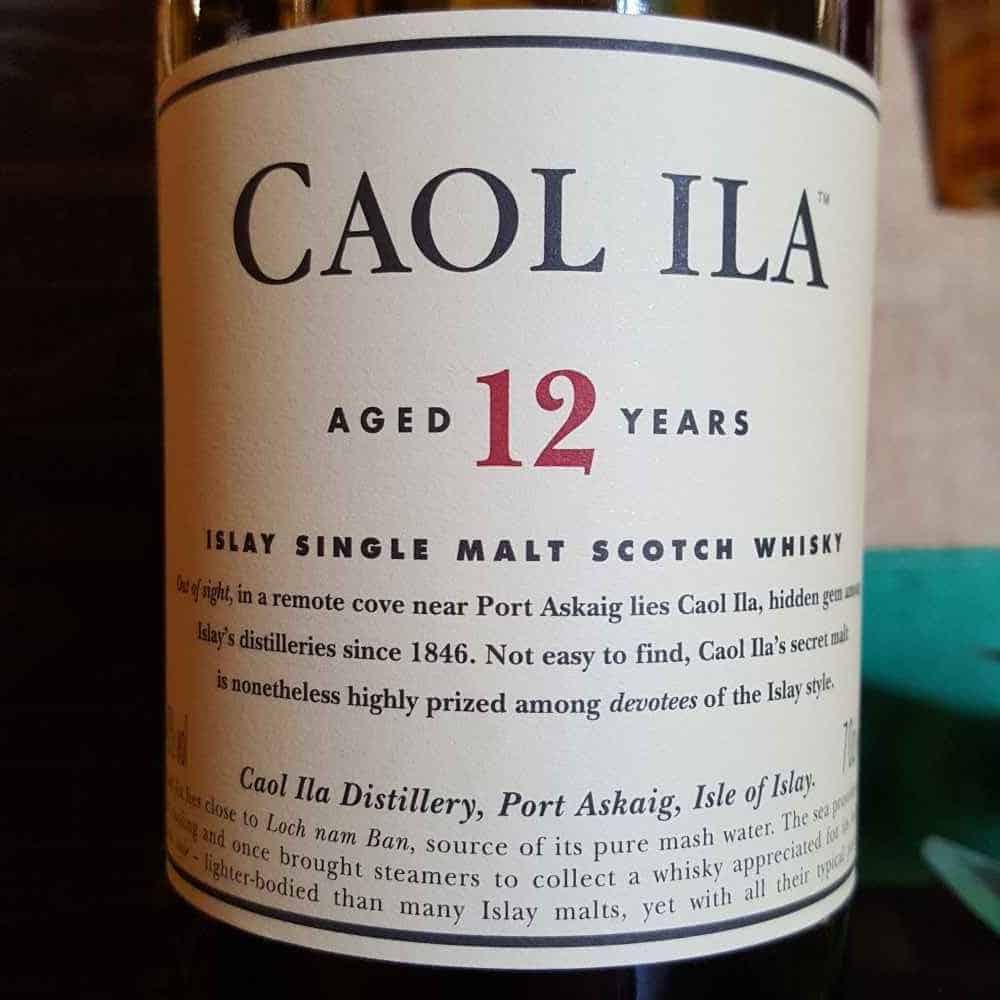 CAOL ILA™
AGED 12 YEARS
ISLAY SINGLE MALT SCOTCH WHISKY
Out of sight, in a remote cove near Port Askaig lies Caol Ila, hidden gem among
Islay's distilleries since 1846. Not easy to find, Caol Ila's secret malt
is nonetheless highly prized among devotees of the Islay style.
Caol Ila Distillery, Port Askaig, Isle of Islay.
lies close to Loch nam Ban, source of its pure mash water. The sea
and once brought steamers to collect a whisky appreciated for its
- lighter-bodied than many Islay malts, yet with all their typical